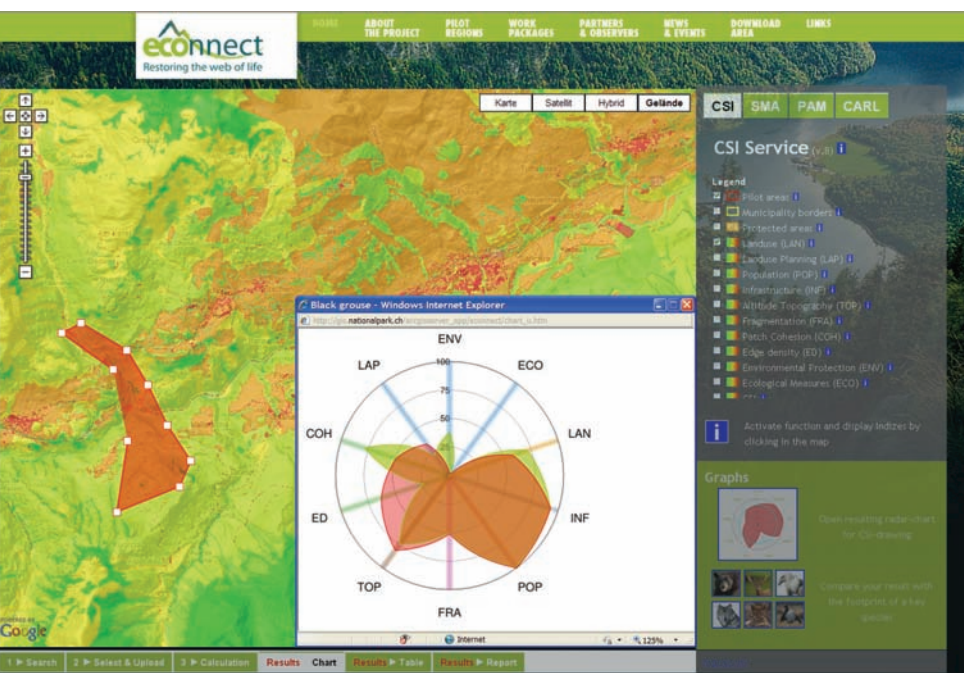 HOME
ABOUT THE PROJECT
PILOT REGIONS
WORK PACKAGES
PARTNERS & OBSERVERS
NEWS & EVENTS
DOWNLOAD AREA
LINKS
econnect
Restoring the web of life
Karte Satellit Hybrid Gelände
CSI SMA PAM CARL
CSI Service (v.8) i
Legend
Pilot areas i
Municipality borders i
Protected areas i
Landuse (LAN) i
Landuse Planning (LAP) i
Population (POP) i
Infrastructure (INF) i
Altitude Topography (TOP) i
Fragmentation (FRA) i
Patch Cohesion (COH) i
Edge density (ED) i
Environmental Protection (ENV) i
Ecological Measures (ECO) i
i Activate function and display Indizes by
clicking in the map
Graphs
Open resulting radar-chart
for CSI-drawing
Compare your result with
the footprint of a key
species
Black grouse - Windows Internet Explorer
ENV
LAP ECO
100
75
50
COH LAN
ED INF
TOP POP
FRA
Internet 125%
POWERED BY
Google
1 Search 2 Select & Upload 3 Calculation Results Chart Results Table Results Report